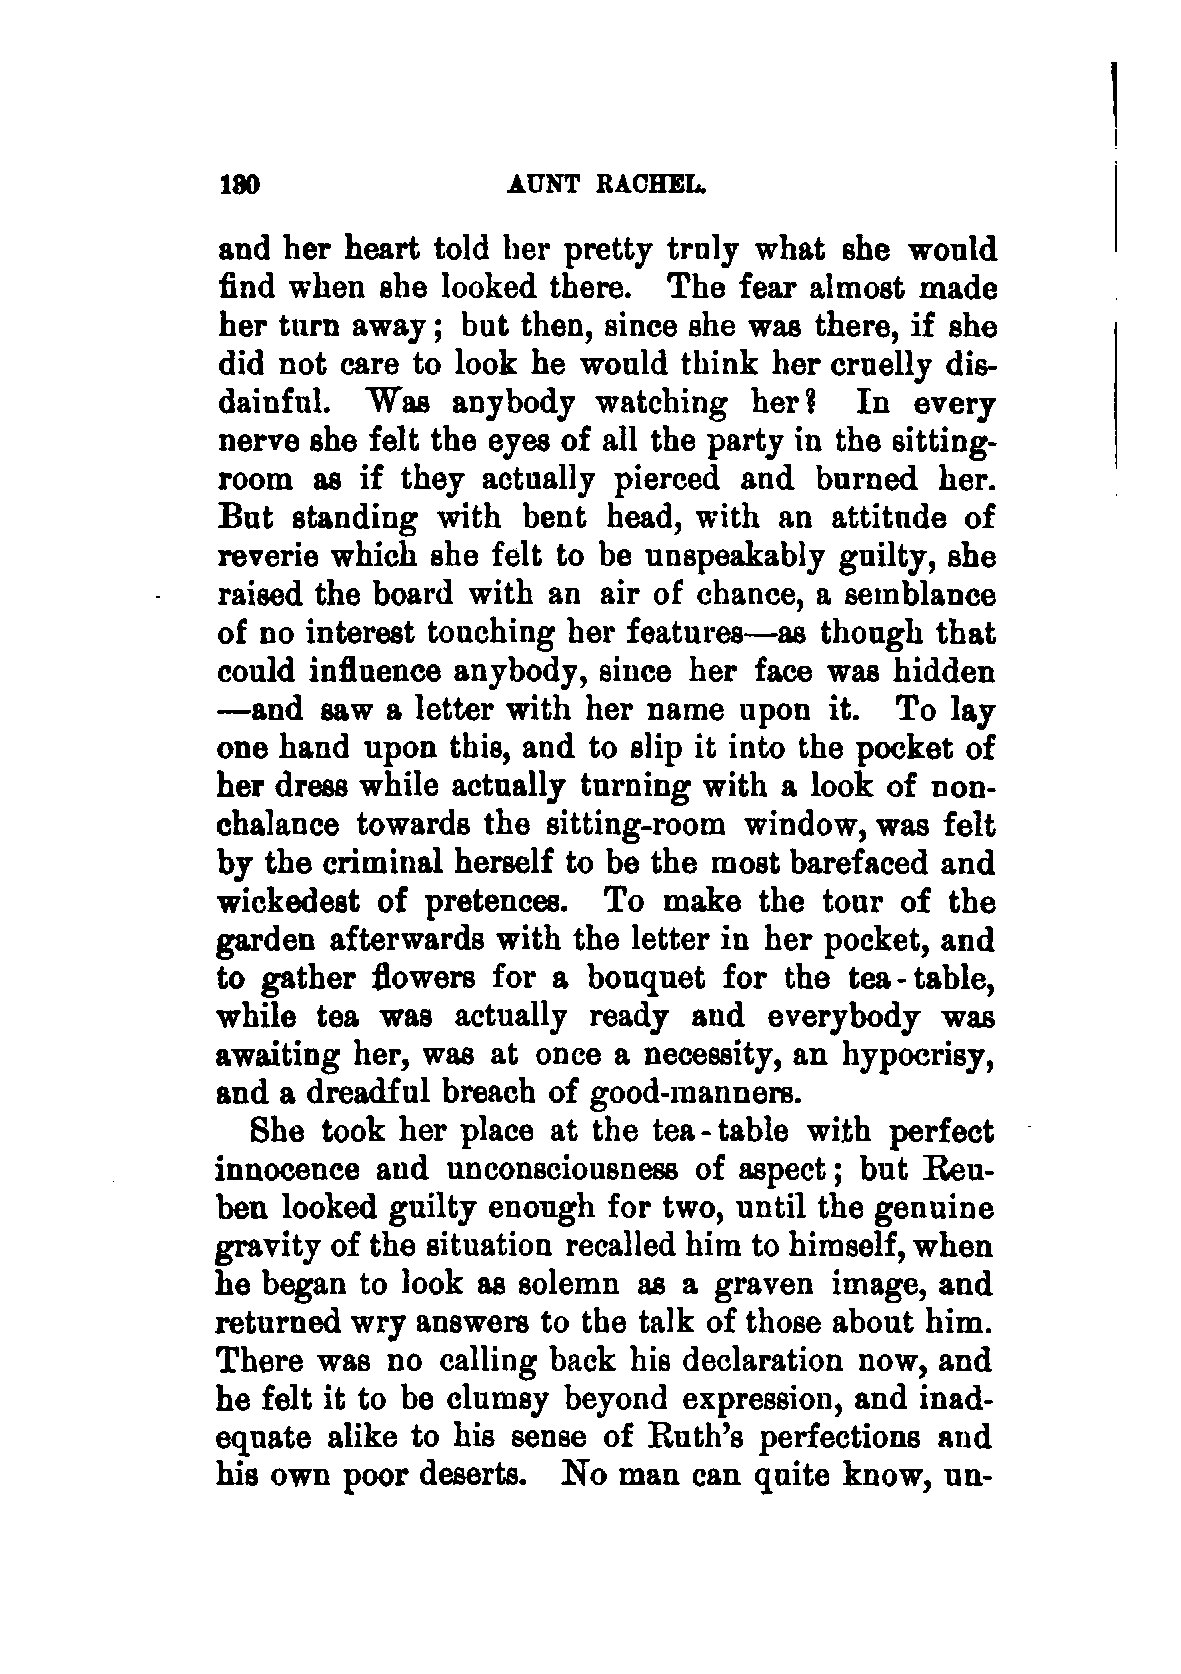 190 AUNT RACHEL.
and her heart told her pretty truly what she would
find when she looked there. The fear almost made
her turn away; but then, since she was there, if she
did not care to look he would think her cruelly dis-
dainful. Was anybody watching her? In every
nerve she felt the eyes of all the party in the sitting-
room as if they actually pierced and burned her.
But standing with bent head, with an attitude of
reverie which she felt to be unspeakably guilty, she
raised the board with an air of chance, a semblance
of no interest touching her features—as though that
could influence anybody, since her face was hidden
—and saw a letter with her name upon it. To lay
one hand upon this, and to slip it into the pocket of
her dress while actually turning with a look of non-
chalance towards the sitting-room window, was felt
by the criminal herself to be the most barefaced and
wickedest of pretences. To make the tour of the
garden afterwards with the letter in her pocket, and
to gather flowers for a bouquet for the tea-table,
while tea was actually ready and everybody was
awaiting her, was at once a necessity, an hypocrisy,
and a dreadful breach of good-manners.
She took her place at the tea-table with perfect
innocence and unconsciousness of aspect; but Reu-
ben looked guilty enough for two, until the genuine
gravity of the situation recalled him to himself, when
he began to look as solemn as a graven image, and
returned wry answers to the talk of those about him.
There was no calling back his declaration now, and
he felt it to be clumsy beyond expression, and inad-
equate alike to his sense of Ruth's perfections and
his own poor deserts. No man can quite know, un-